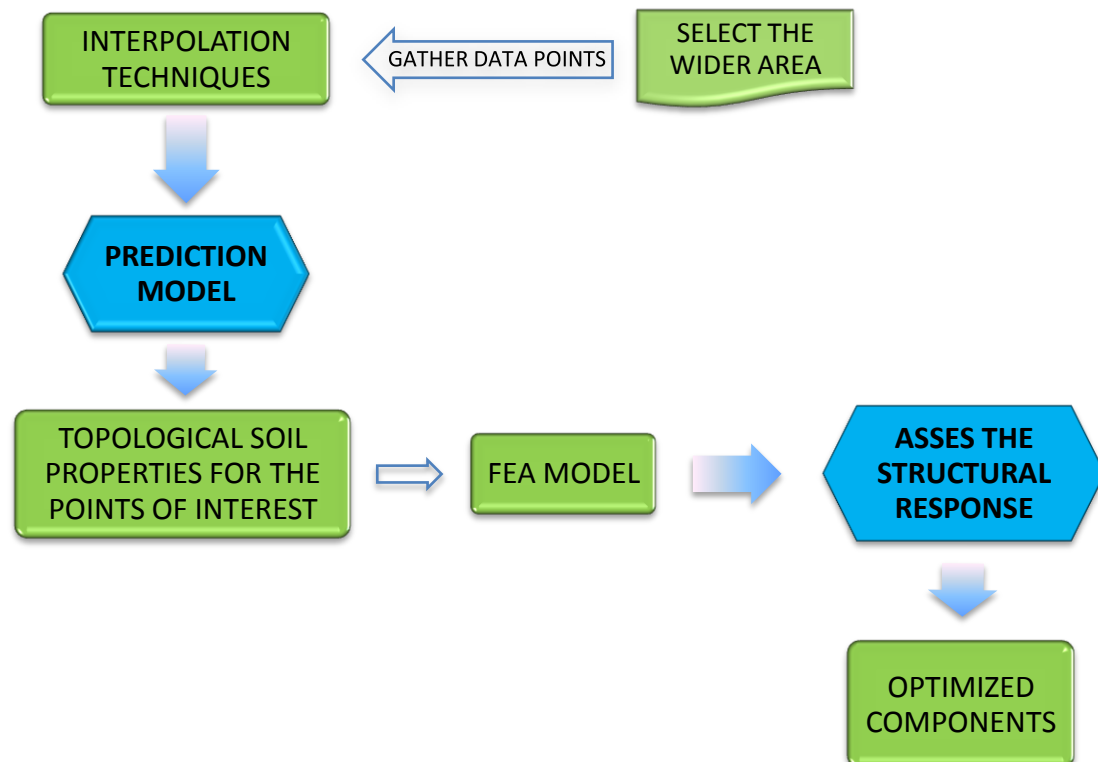 INTERPOLATION
TECHNIQUES
GATHER DATA POINTS
SELECT THE
WIDER AREA
PREDICTION
MODEL
TOPOLOGICAL SOIL
PROPERTIES FOR THE
POINTS OF INTEREST
FEA MODEL
ASSES THE
STRUCTURAL
RESPONSE
OPTIMIZED
COMPONENTS